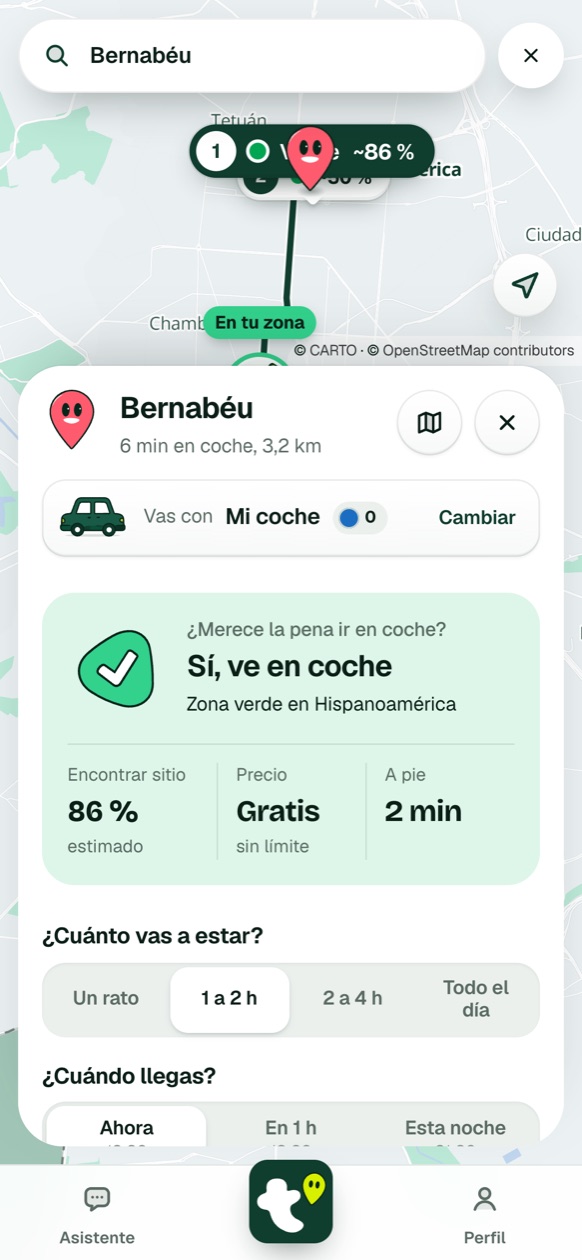 Bernabéu
Tetuán
1
~86 %
2
En tu zona
Ciudad
© CARTO · © OpenStreetMap contributors
Bernabéu
6 min en coche, 3,2 km
Vas con Mi coche 0 Cambiar
¿Merece la pena ir en coche?
Sí, ve en coche
Zona verde en Hispanoamérica
Encontrar sitio Precio A pie
86 % Gratis 2 min
estimado sin límite
¿Cuánto vas a estar?
Un rato 1 a 2 h 2 a 4 h Todo el
día
¿Cuándo llegas?
Ahora En 1 h Esta noche
Asistente Perfil